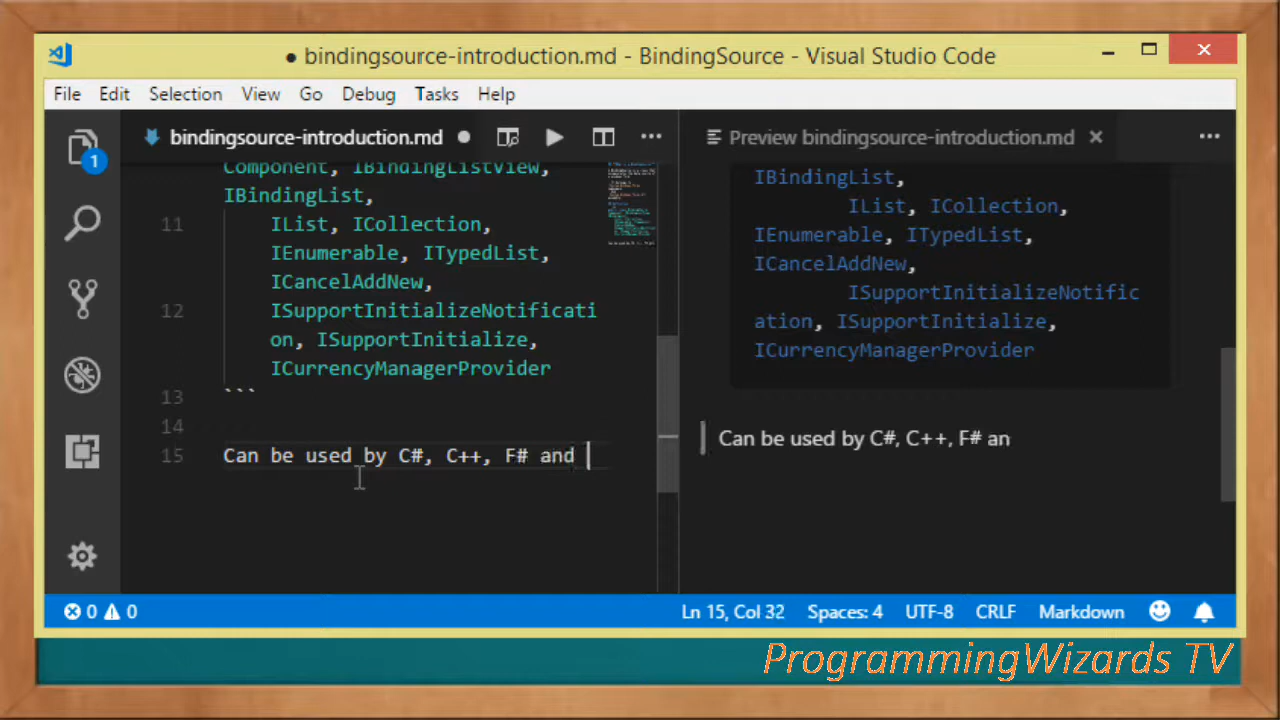 ● bindingsource-introduction.md - BindingSource - Visual Studio Code
File Edit Selection View Go Debug Tasks Help
1
bindingsource-introduction.md
Component, IBindingListView,
IBindingList,
11 IList, ICollection,
IEnumerable, ITypedList,
ICancelAddNew,
12 ISupportInitializeNotificati
on, ISupportInitialize,
ICurrencyManagerProvider
13 ```
14
15 Can be used by C#, C++, F# and
Preview bindingsource-introduction.md
IBindingList,
IList, ICollection,
IEnumerable, ITypedList,
ICancelAddNew,
ISupportInitializeNotific
ation, ISupportInitialize,
ICurrencyManagerProvider
Can be used by C#, C++, F# an
0 0 Ln 15, Col 32 Spaces: 4 UTF-8 CRLF Markdown
ProgrammingWizards TV